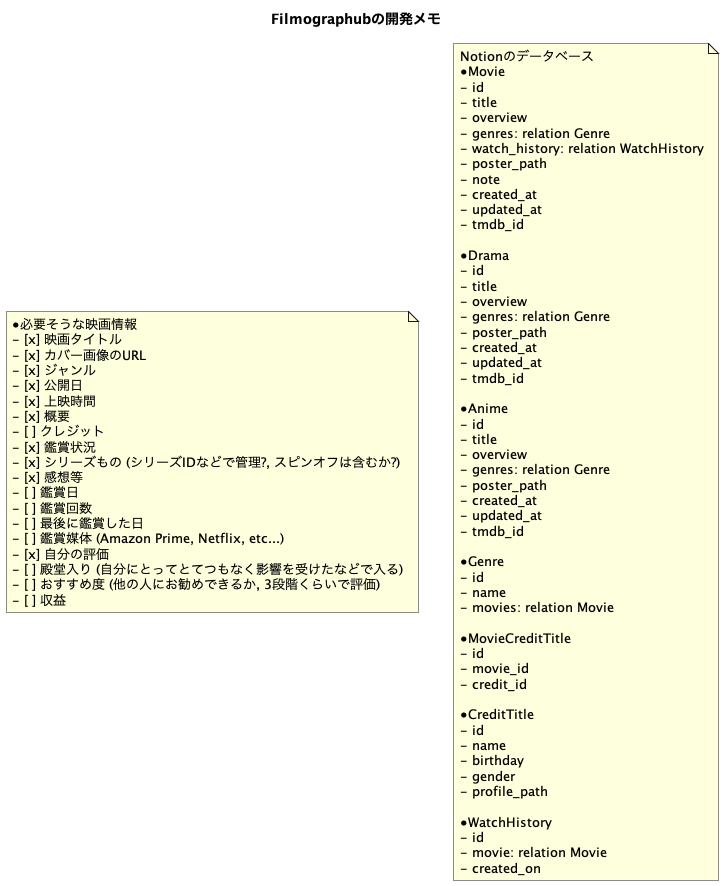 Filmographubの開発メモ
●必要そうな映画情報
- [x] 映画タイトル
- [x] カバー画像のURL
- [x] ジャンル
- [x] 公開日
- [x] 上映時間
- [x] 概要
- [ ] クレジット
- [x] 鑑賞状況
- [x] シリーズもの (シリーズIDなどで管理?, スピンオフは含むか?)
- [x] 感想等
- [ ] 鑑賞日
- [ ] 鑑賞回数
- [ ] 最後に鑑賞した日
- [ ] 鑑賞媒体 (Amazon Prime, Netflix, etc...)
- [x] 自分の評価
- [ ] 殿堂入り (自分にとってとてつもなく影響を受けたなどで入る)
- [ ] おすすめ度 (他の人にお勧めできるか, 3段階くらいで評価)
- [ ] 収益
Notionのデータベース
●Movie
- id
- title
- overview
- genres: relation Genre
- watch_history: relation WatchHistory
- poster_path
- note
- created_at
- updated_at
- tmdb_id
●Drama
- id
- title
- overview
- genres: relation Genre
- poster_path
- created_at
- updated_at
- tmdb_id
●Anime
- id
- title
- overview
- genres: relation Genre
- poster_path
- created_at
- updated_at
- tmdb_id
●Genre
- id
- name
- movies: relation Movie
●MovieCreditTitle
- id
- movie_id
- credit_id
●CreditTitle
- id
- name
- birthday
- gender
- profile_path
●WatchHistory
- id
- movie: relation Movie
- created_on